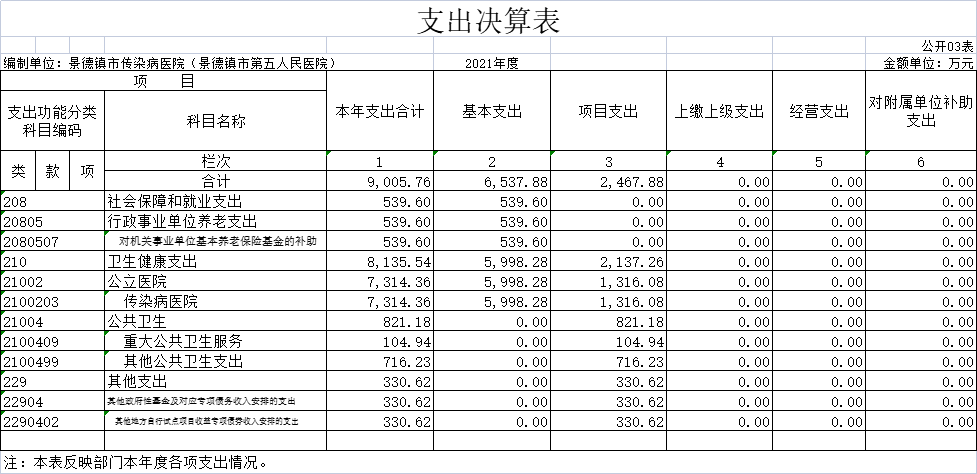 支出决算表
公开03表
编制单位：景德镇市传染病医院（景德镇市第五人民医院） 2021年度 金额单位：万元
项 目 本年支出合计 基本支出 项目支出 上缴上级支出 经营支出 对附属单位补助支出
支出功能分类科目编码 科目名称
类 款 项 栏次 1 2 3 4 5 6
合计 9,005.76 6,537.88 2,467.88 0.00 0.00 0.00
208 社会保障和就业支出 539.60 539.60 0.00 0.00 0.00 0.00
20805 行政事业单位养老支出 539.60 539.60 0.00 0.00 0.00 0.00
2080507 对机关事业单位基本养老保险基金的补助 539.60 539.60 0.00 0.00 0.00 0.00
210 卫生健康支出 8,135.54 5,998.28 2,137.26 0.00 0.00 0.00
21002 公立医院 7,314.36 5,998.28 1,316.08 0.00 0.00 0.00
2100203 传染病医院 7,314.36 5,998.28 1,316.08 0.00 0.00 0.00
21004 公共卫生 821.18 0.00 821.18 0.00 0.00 0.00
2100409 重大公共卫生服务 104.94 0.00 104.94 0.00 0.00 0.00
2100499 其他公共卫生支出 716.23 0.00 716.23 0.00 0.00 0.00
229 其他支出 330.62 0.00 330.62 0.00 0.00 0.00
22904 其他政府性基金及对应专项债务收入安排的支出 330.62 0.00 330.62 0.00 0.00 0.00
2290402 其他地方自行试点项目收益专项债券收入安排的支出 330.62 0.00 330.62 0.00 0.00 0.00
注：本表反映部门本年度各项支出情况。